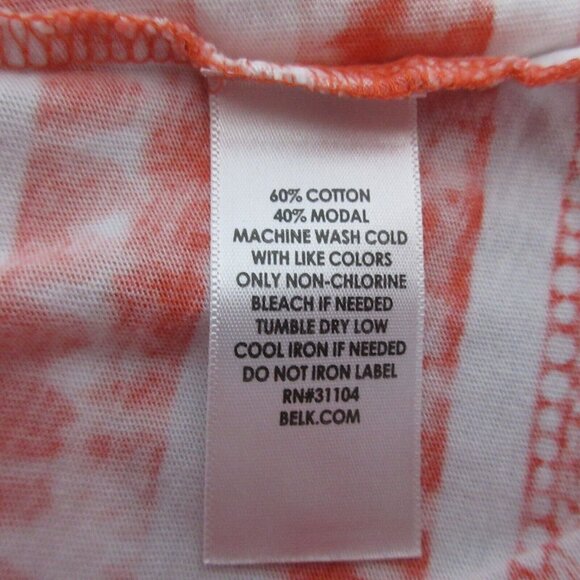 60% COTTON
40% MODAL
MACHINE WASH COLD
WITH LIKE COLORS
ONLY NON-CHLORINE
BLEACH IF NEEDED
TUMBLE DRY LOW
COOL IRON IF NEEDED
DO NOT IRON LABEL
RN#31104
BELK.COM